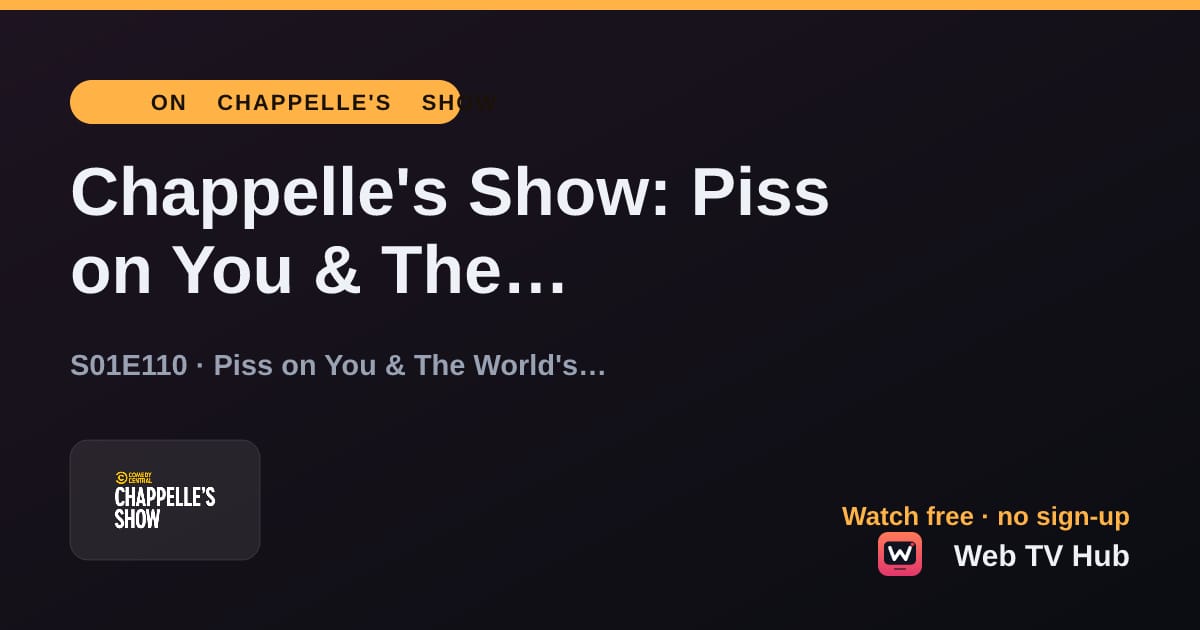 ON CHAPPELLE'S SHOW
Chappelle's Show: Piss
on You & The...
S01E110 · Piss on You & The World's...
COMEDY
CENTRAL
CHAPPELLE'S
SHOW
Watch free · no sign-up
Web TV Hub